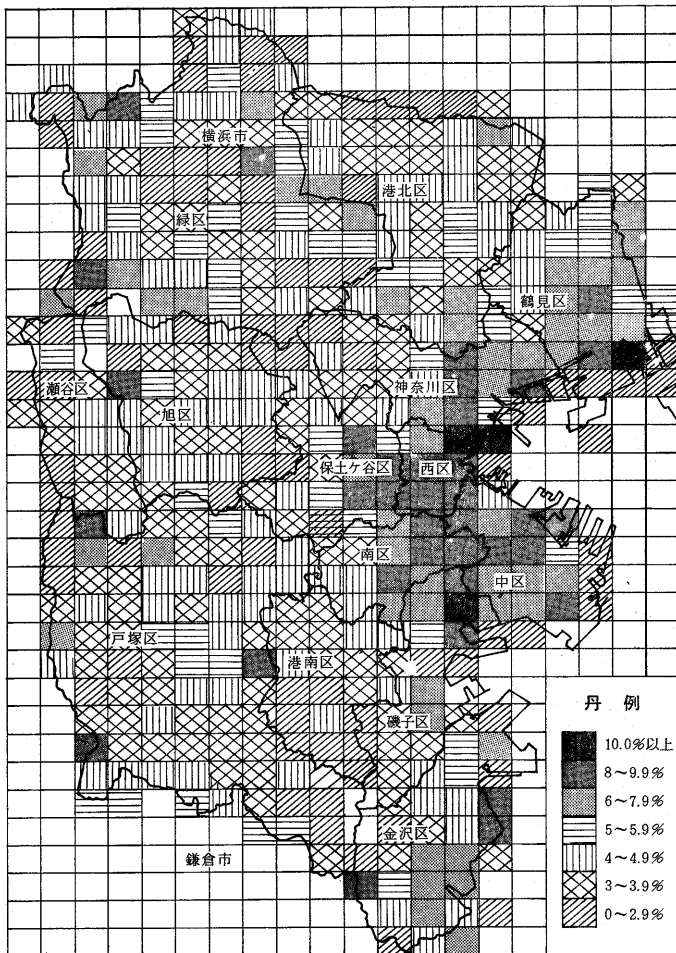 横浜市
港北区
緑区
鶴見区
瀬谷区
神奈川区
旭区
保土ヶ谷区
西区
南区
中区
戸塚区
港南区
磯子区
金沢区
鎌倉市
丹例
10.0%以上
8~9.9%
6~7.9%
5~5.9%
4~4.9%
3~3.9%
0~2.9%